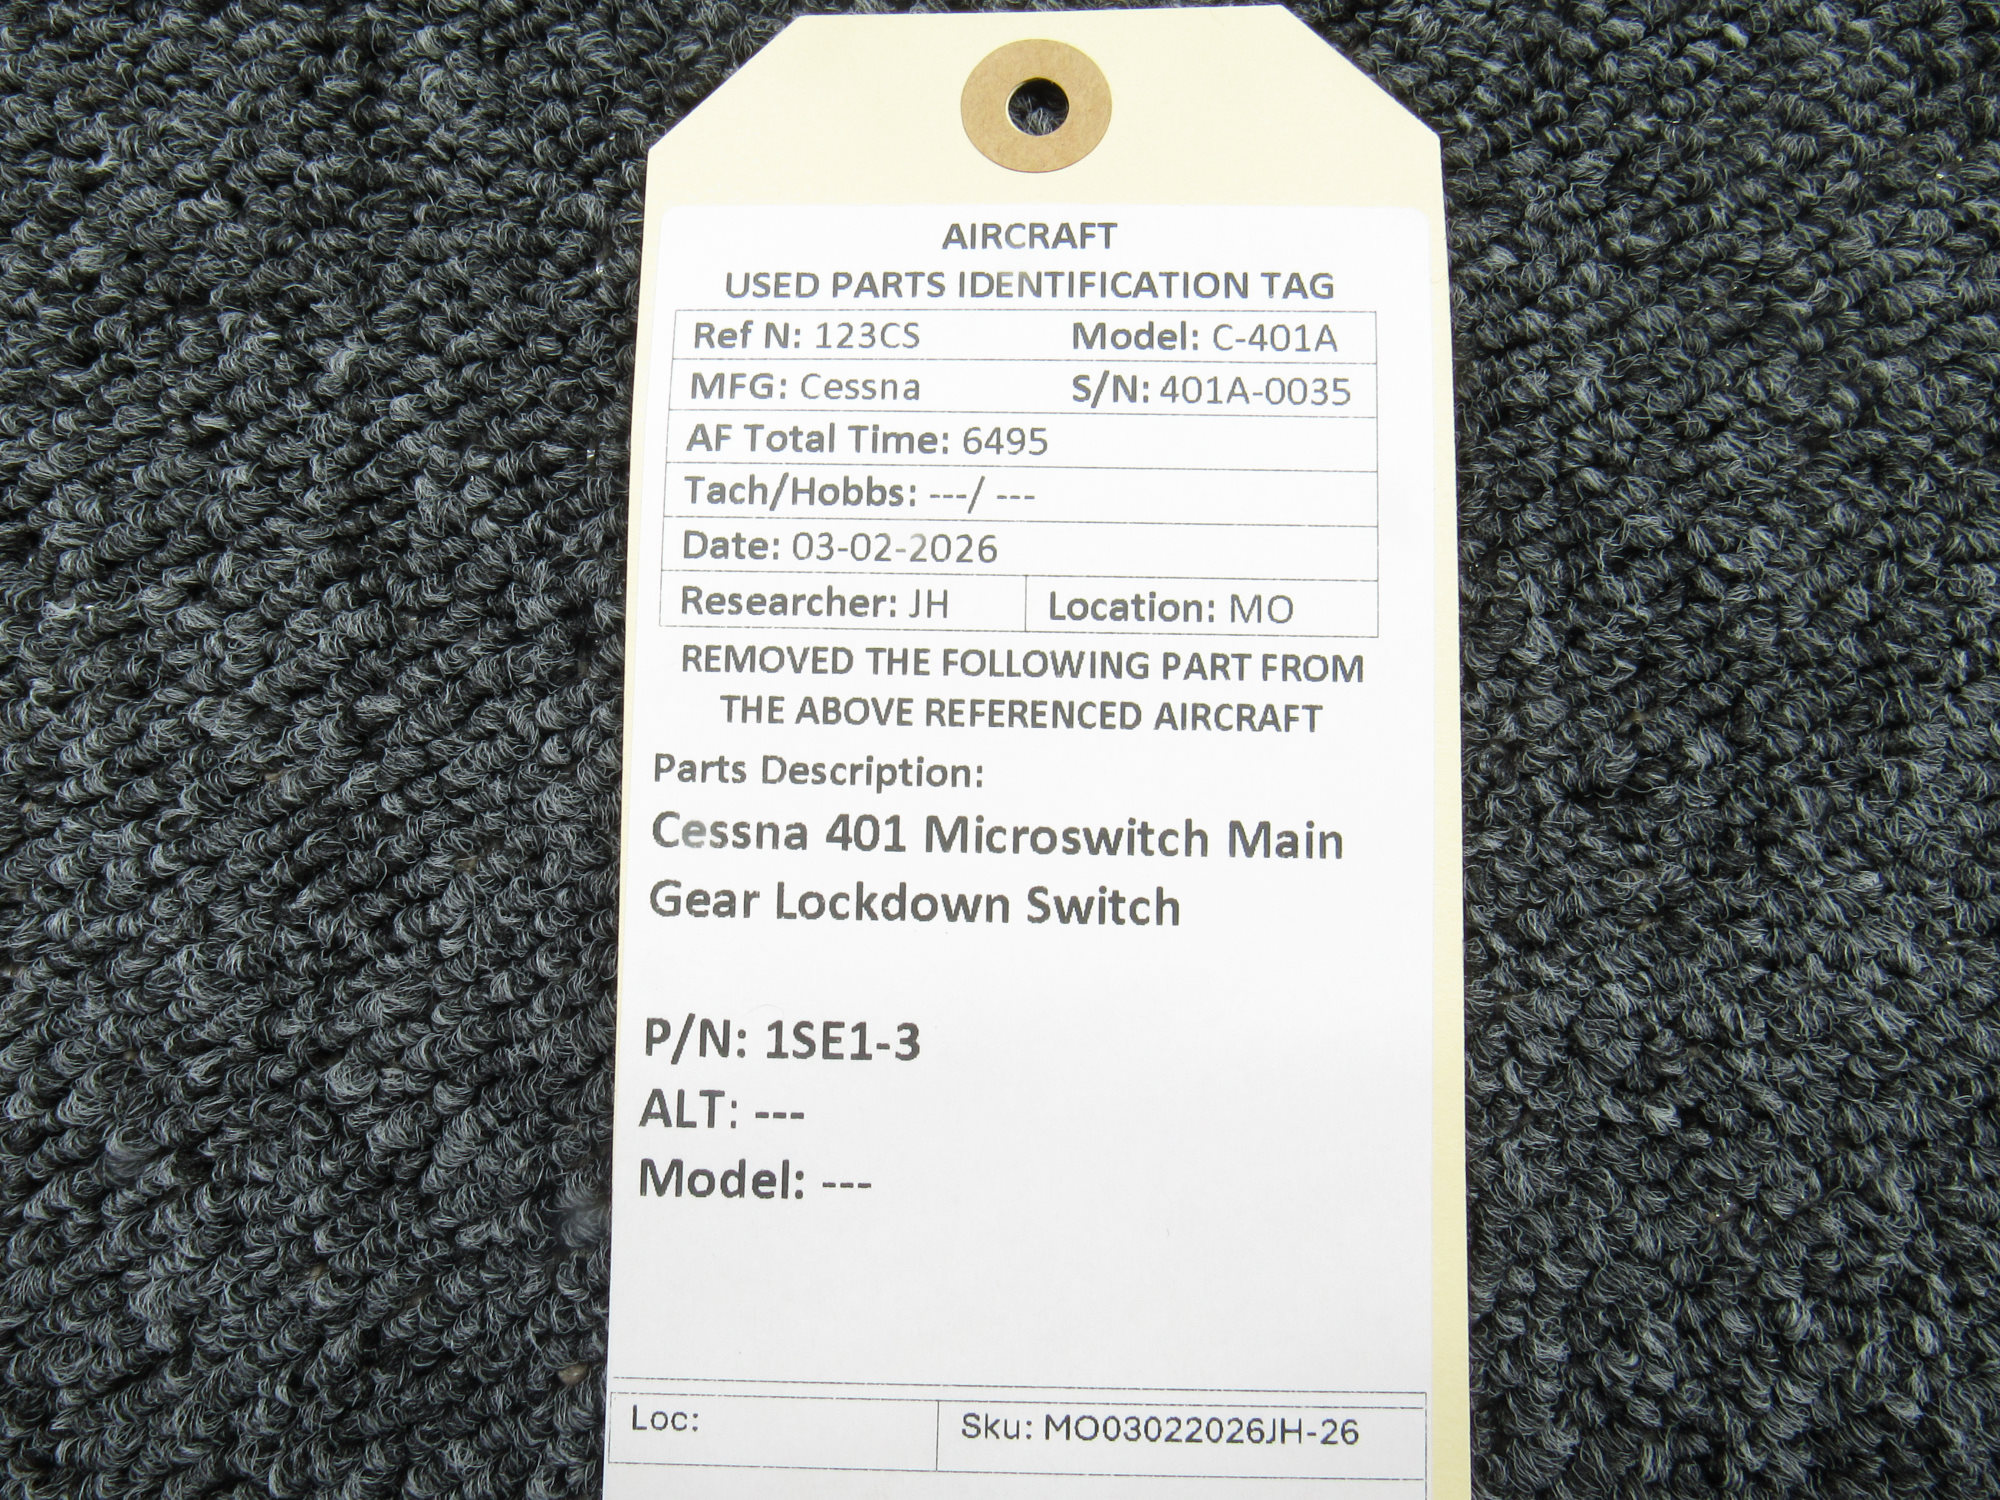 AIRCRAFT
USED PARTS IDENTIFICATION TAG
Ref N: 123CS Model: C-401A
MFG: Cessna S/N: 401A-0035
AF Total Time: 6495
Tach/Hobbs: ---/ ---
Date: 03-02-2026
Researcher: JH Location: MO
REMOVED THE FOLLOWING PART FROM
THE ABOVE REFERENCED AIRCRAFT
Parts Description:
Cessna 401 Microswitch Main
Gear Lockdown Switch
P/N: 1SE1-3
ALT: ---
Model: ---
Loc: Sku: MO03022026JH-26